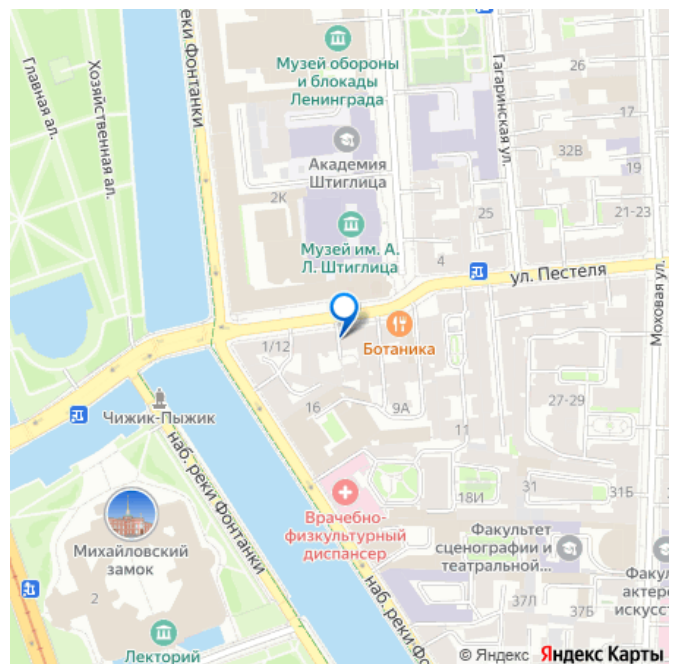 реки Фонтанки
Главная ал.
Хозяйственная ал.
Музей обороны
и блокады
Ленинграда
Гагаринская ул.
26
17
32В
19
Академия
Штиглица
2К
25
21-23
Музей им. А.
Л. Штиглица
4
ул. Пестеля
Моховая ул.
1/12
Ботаника
16
9А
27-29
11
Чижик-Пыжик
наб. реки Фонтанки
18И
31
31Б
Врачебно-
физкультурный
диспансер
Факультет
сценографии и
театральной...
Михайловский
замок
2
37Л
37Б
Факул
актерс
искусст
наб. реки Фо
Лекторий
© Яндекс Яндекс Карты